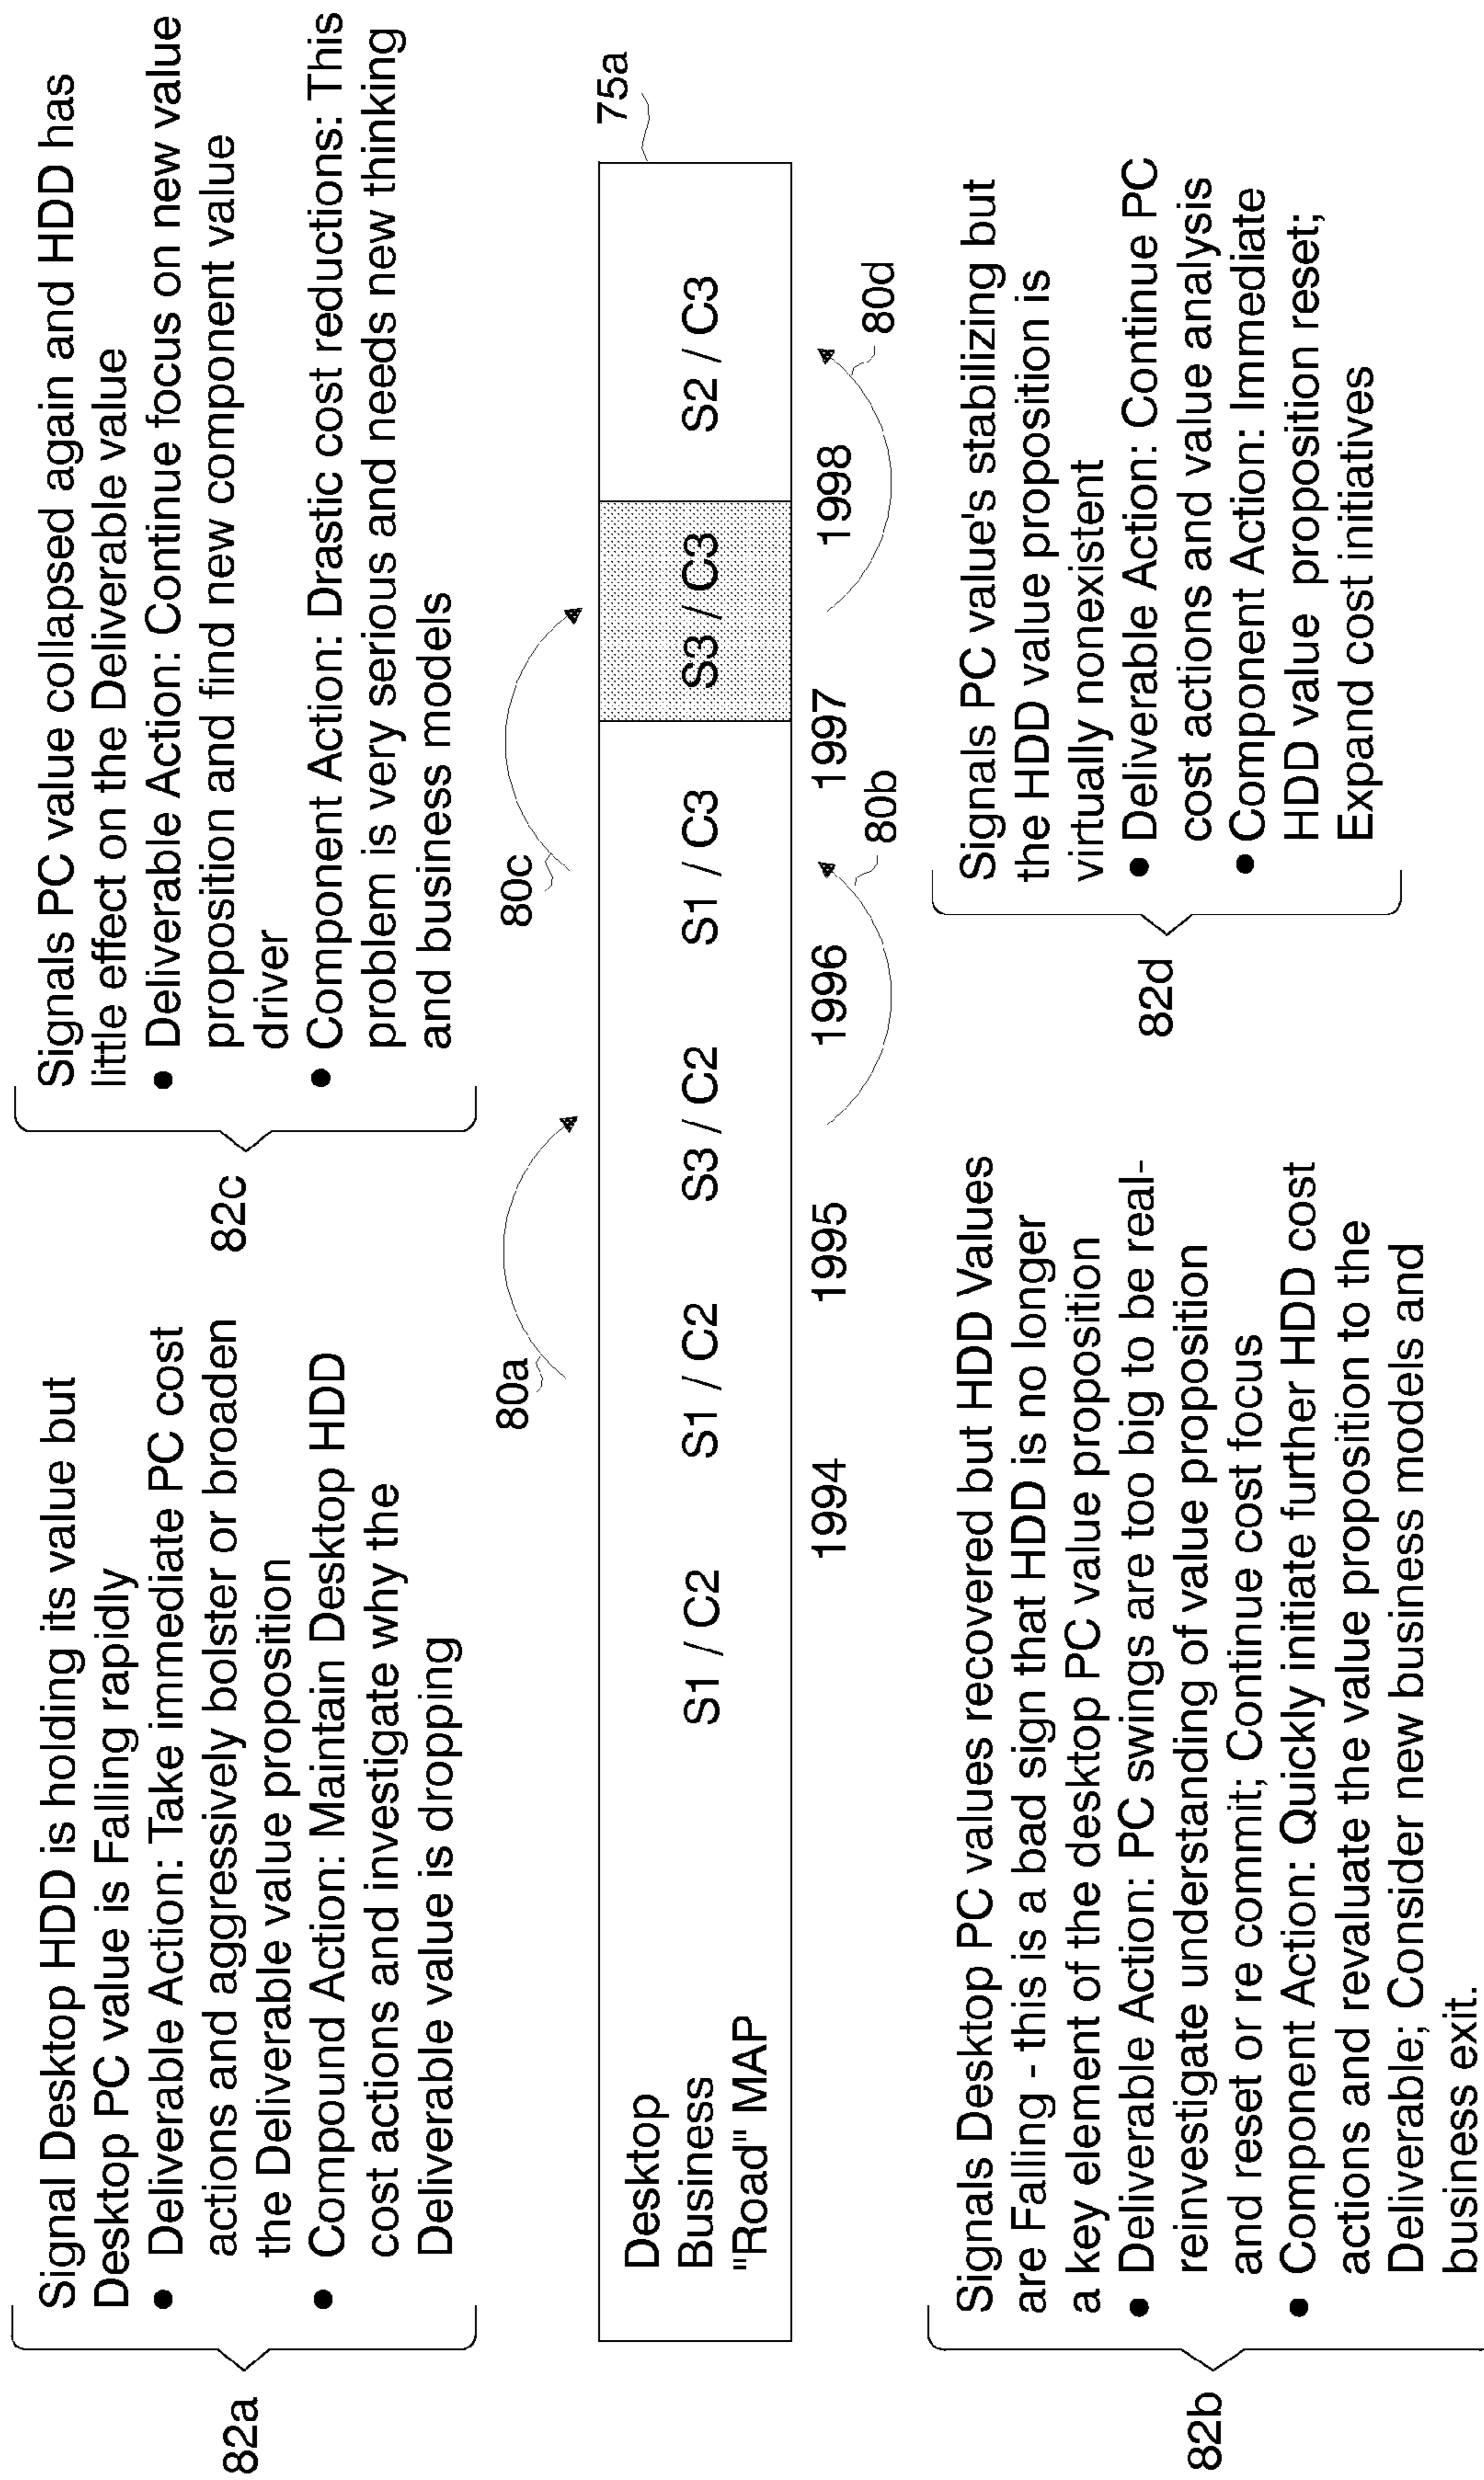 82a
Signal Desktop HDD is holding its value but
Desktop PC value is Falling rapidly
● Deliverable Action: Take immediate PC cost
actions and aggressively bolster or broaden
the Deliverable value proposition
● Compound Action: Maintain Desktop HDD
cost actions and investigate why the
Deliverable value is dropping
82c
Signals PC value collapsed again and HDD has
little effect on the Deliverable value
● Deliverable Action: Continue focus on new value
proposition and find new component value
driver
● Component Action: Drastic cost reductions: This
problem is very serious and needs new thinking
and business models
80a
80c
75a
Desktop
Business
"Road" MAP
S1 / C2
S1 / C2
S3 / C2
S1 / C3
S3 / C3
S2 / C3
1994
1995
1996
1997
1998
80b
80d
82b
Signals Desktop PC values recovered but HDD Values
are Falling - this is a bad sign that HDD is no longer
a key element of the desktop PC value proposition
● Deliverable Action: PC swings are too big to be real-
reinvestigate understanding of value proposition
and reset or re commit; Continue cost focus
● Component Action: Quickly initiate further HDD cost
actions and revaluate the value proposition to the
Deliverable; Consider new business models and
business exit.
82d
Signals PC value's stabilizing but
the HDD value proposition is
virtually nonexistent
● Deliverable Action: Continue PC
cost actions and value analysis
● Component Action: Immediate
HDD value proposition reset;
Expand cost initiatives